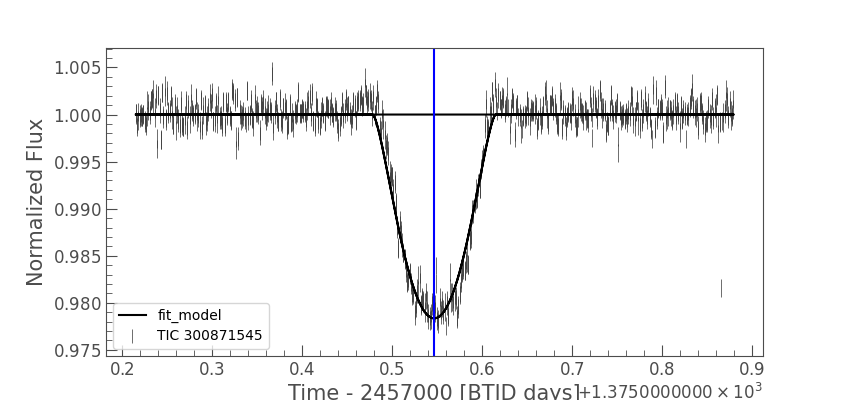 1.005
1.000
0.995
0.990
0.985
0.980
0.975
Normalized Flux
fit_model
TIC 300871545
0.2 0.3 0.4 0.5 0.6 0.7 0.8 0.9
Time - 2457000 [BTJD days]
+1.3750000000 × 10³